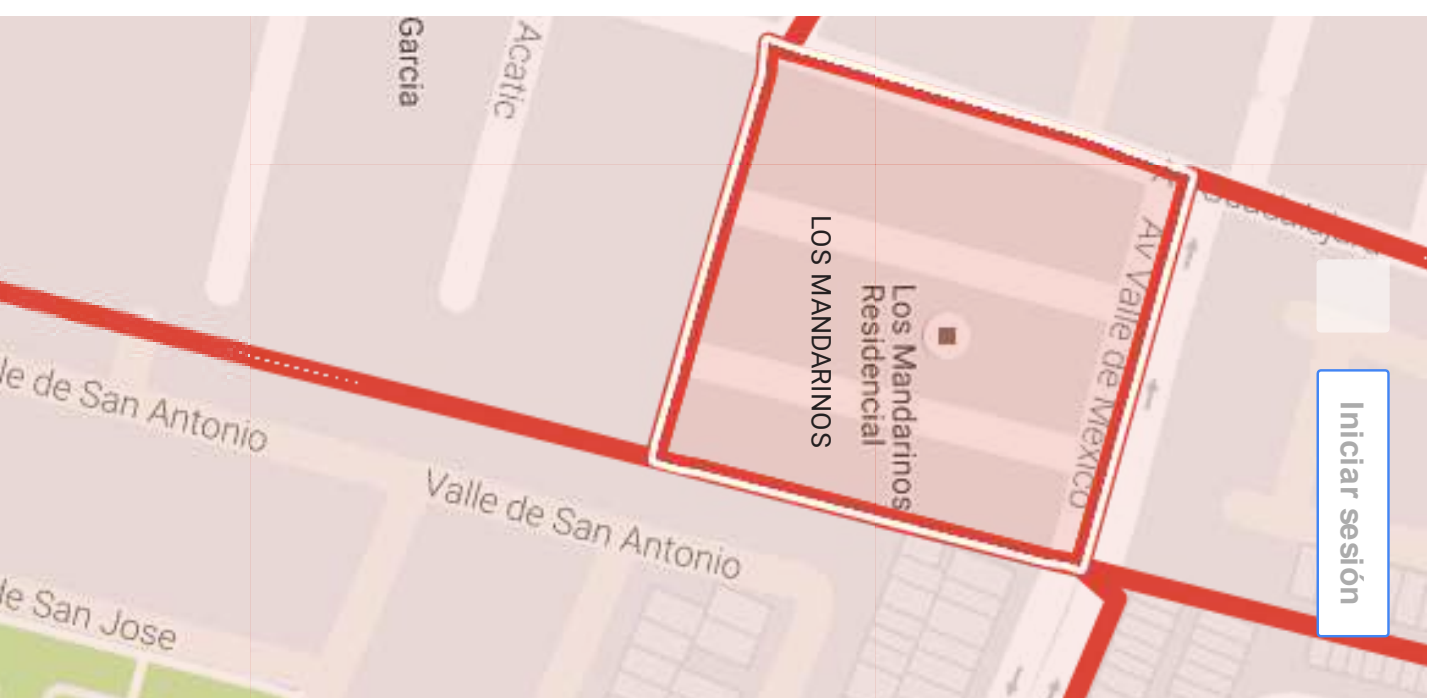 Garcia
Acatic
LOS MANDARINOS
Los Mandarinos
Residencial
Av Valle de Mexico
Iniciar sesión
le de San Antonio
Valle de San Antonio
de San Jose